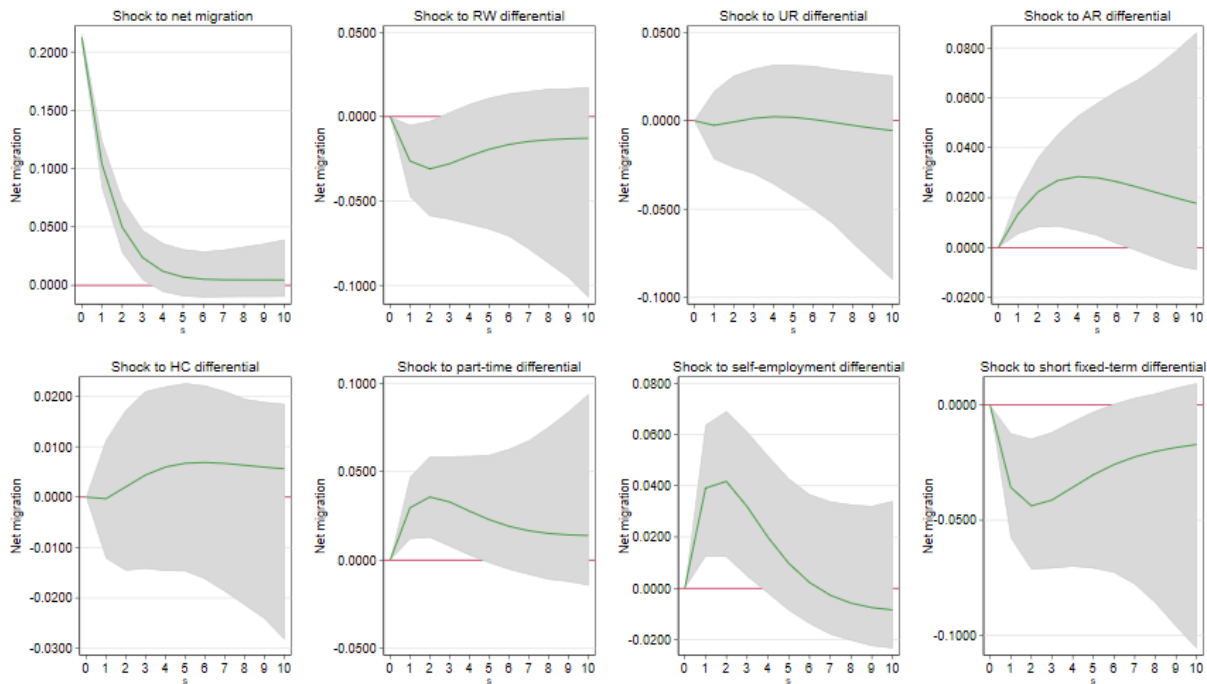 Shock to net migration
Net migration
0.2000
0.1500
0.1000
0.0500
0.0000
0 1 2 3 4 5 6 7 8 9 10
s
Shock to RW differential
Net migration
0.0500
0.0000
-0.0500
-0.1000
0 1 2 3 4 5 6 7 8 9 10
s
Shock to UR differential
Net migration
0.0500
0.0000
-0.0500
-0.1000
0 1 2 3 4 5 6 7 8 9 10
s
Shock to AR differential
Net migration
0.0800
0.0600
0.0400
0.0200
0.0000
-0.0200
0 1 2 3 4 5 6 7 8 9 10
s
Shock to HC differential
Net migration
0.0200
0.0100
0.0000
-0.0100
-0.0200
-0.0300
0 1 2 3 4 5 6 7 8 9 10
s
Shock to part-time differential
Net migration
0.1000
0.0500
0.0000
-0.0500
0 1 2 3 4 5 6 7 8 9 10
s
Shock to self-employment differential
Net migration
0.0800
0.0600
0.0400
0.0200
0.0000
-0.0200
0 1 2 3 4 5 6 7 8 9 10
s
Shock to short fixed-term differential
Net migration
0.0000
-0.0500
-0.1000
0 1 2 3 4 5 6 7 8 9 10
s